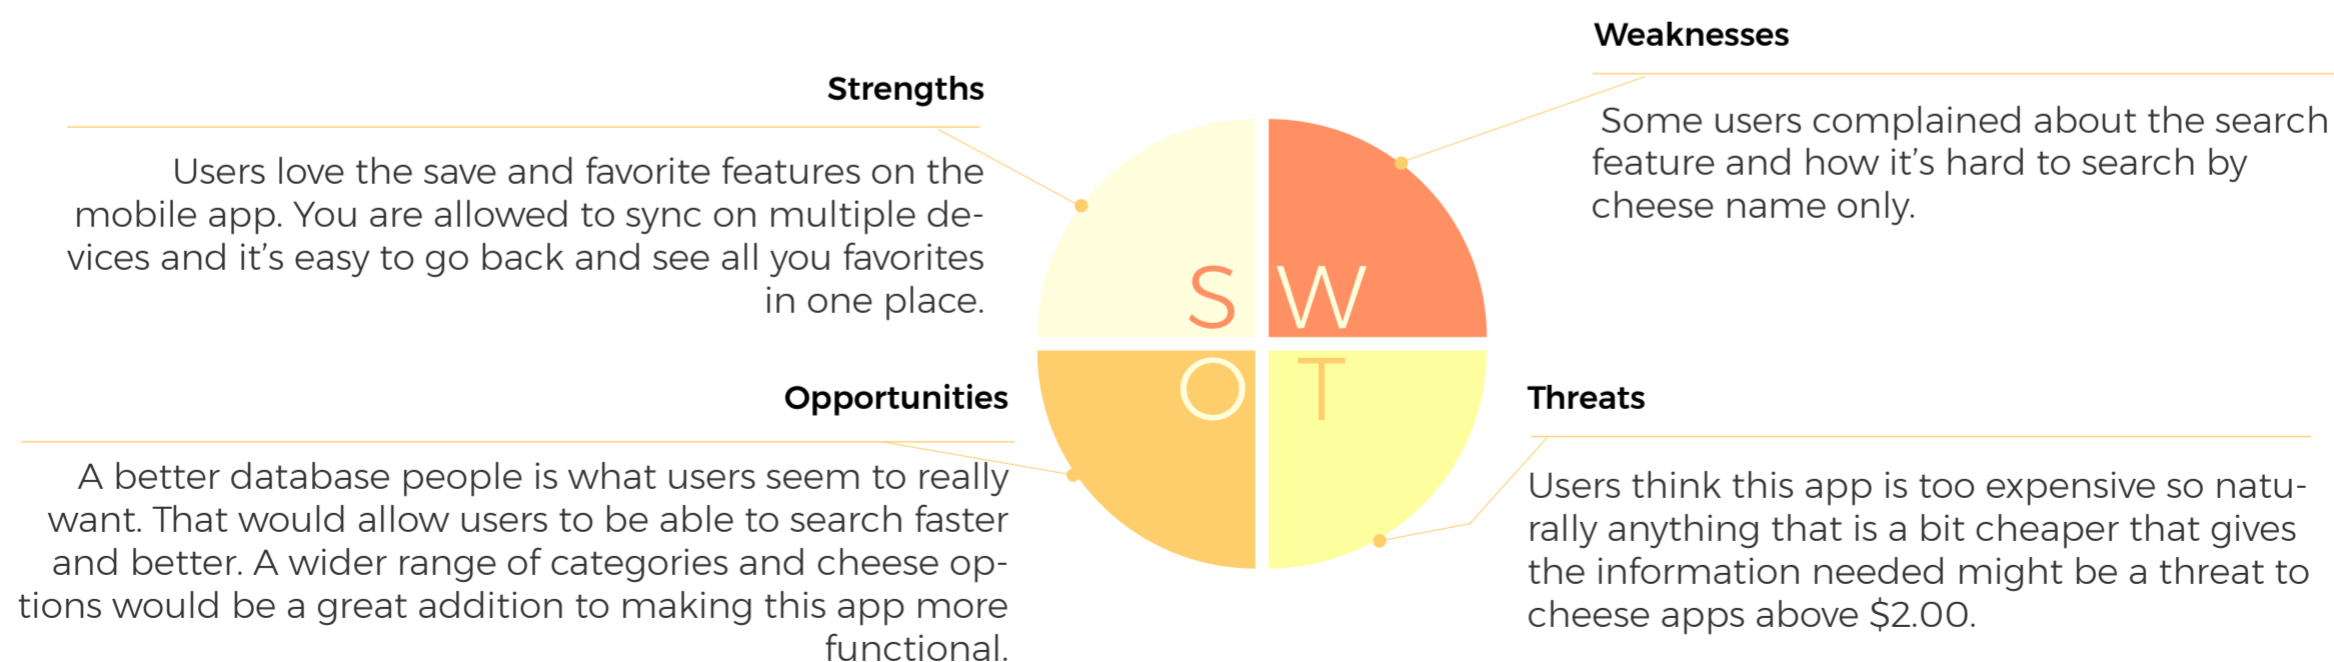 Strengths
Users love the save and favorite features on the
mobile app. You are allowed to sync on multiple de-
vices and it’s easy to go back and see all you favorites
in one place.
Weaknesses
Some users complained about the search
feature and how it’s hard to search by
cheese name only.
S W
O T
Opportunities
A better database people is what users seem to really
want. That would allow users to be able to search faster
and better. A wider range of categories and cheese op-
tions would be a great addition to making this app more
functional.
Threats
Users think this app is too expensive so natu-
rally anything that is a bit cheaper that gives
the information needed might be a threat to
cheese apps above $2.00.